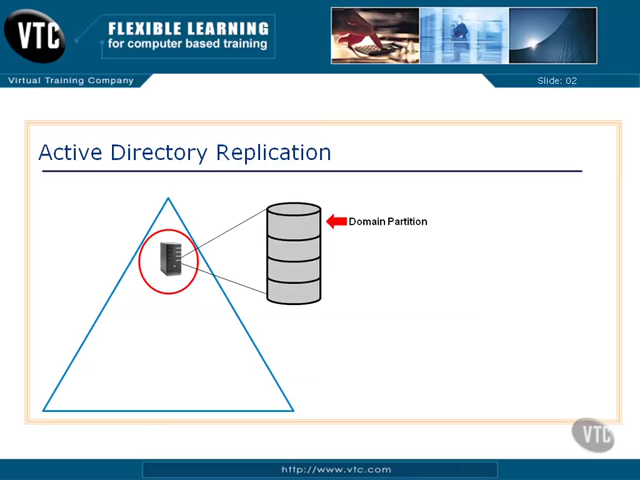 VTC
FLEXIBLE LEARNING
for computer based training
Virtual Training Company
Slide: 02
Active Directory Replication
Domain Partition
VTC
http://www.vtc.com